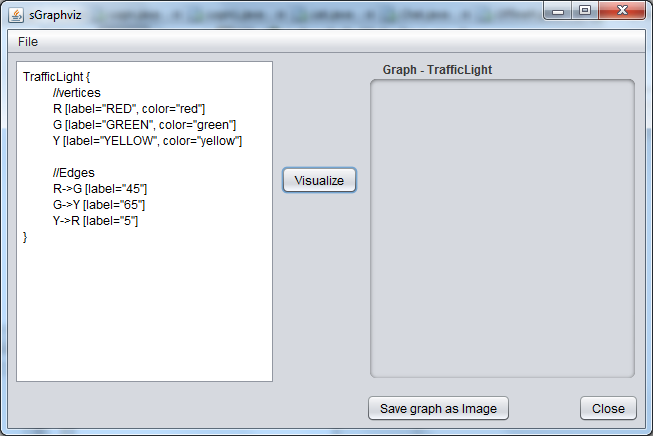 sGraphviz
File
TrafficLight {
//vertices
R [label="RED", color="red"]
G [label="GREEN", color="green"]
Y [label="YELLOW", color="yellow"]
//Edges
R->G [label="45"]
G->Y [label="65"]
Y->R [label="5"]
}
Visualize
Graph - TrafficLight
Save graph as Image
Close